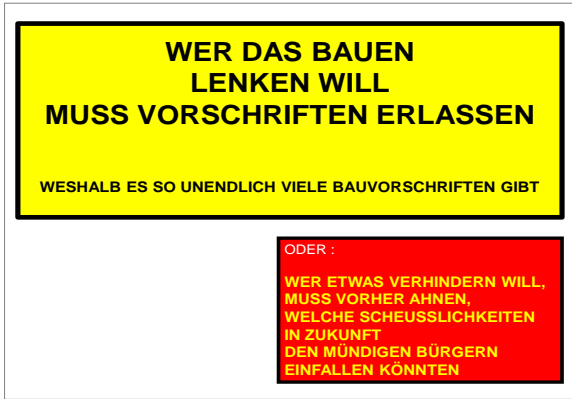 WER DAS BAUEN
LENKEN WILL
MUSS VORSCHRIFTEN ERLASSEN
WESHALB ES SO UNENDLICH VIELE BAUVORSCHRIFTEN GIBT
ODER :
WER ETWAS VERHINDERN WILL,
MUSS VORHER AHNEN,
WELCHE SCHEUSSLICHKEITEN
IN ZUKUNFT
DEN MÜNDIGEN BÜRGERN
EINFALLEN KÖNNTEN